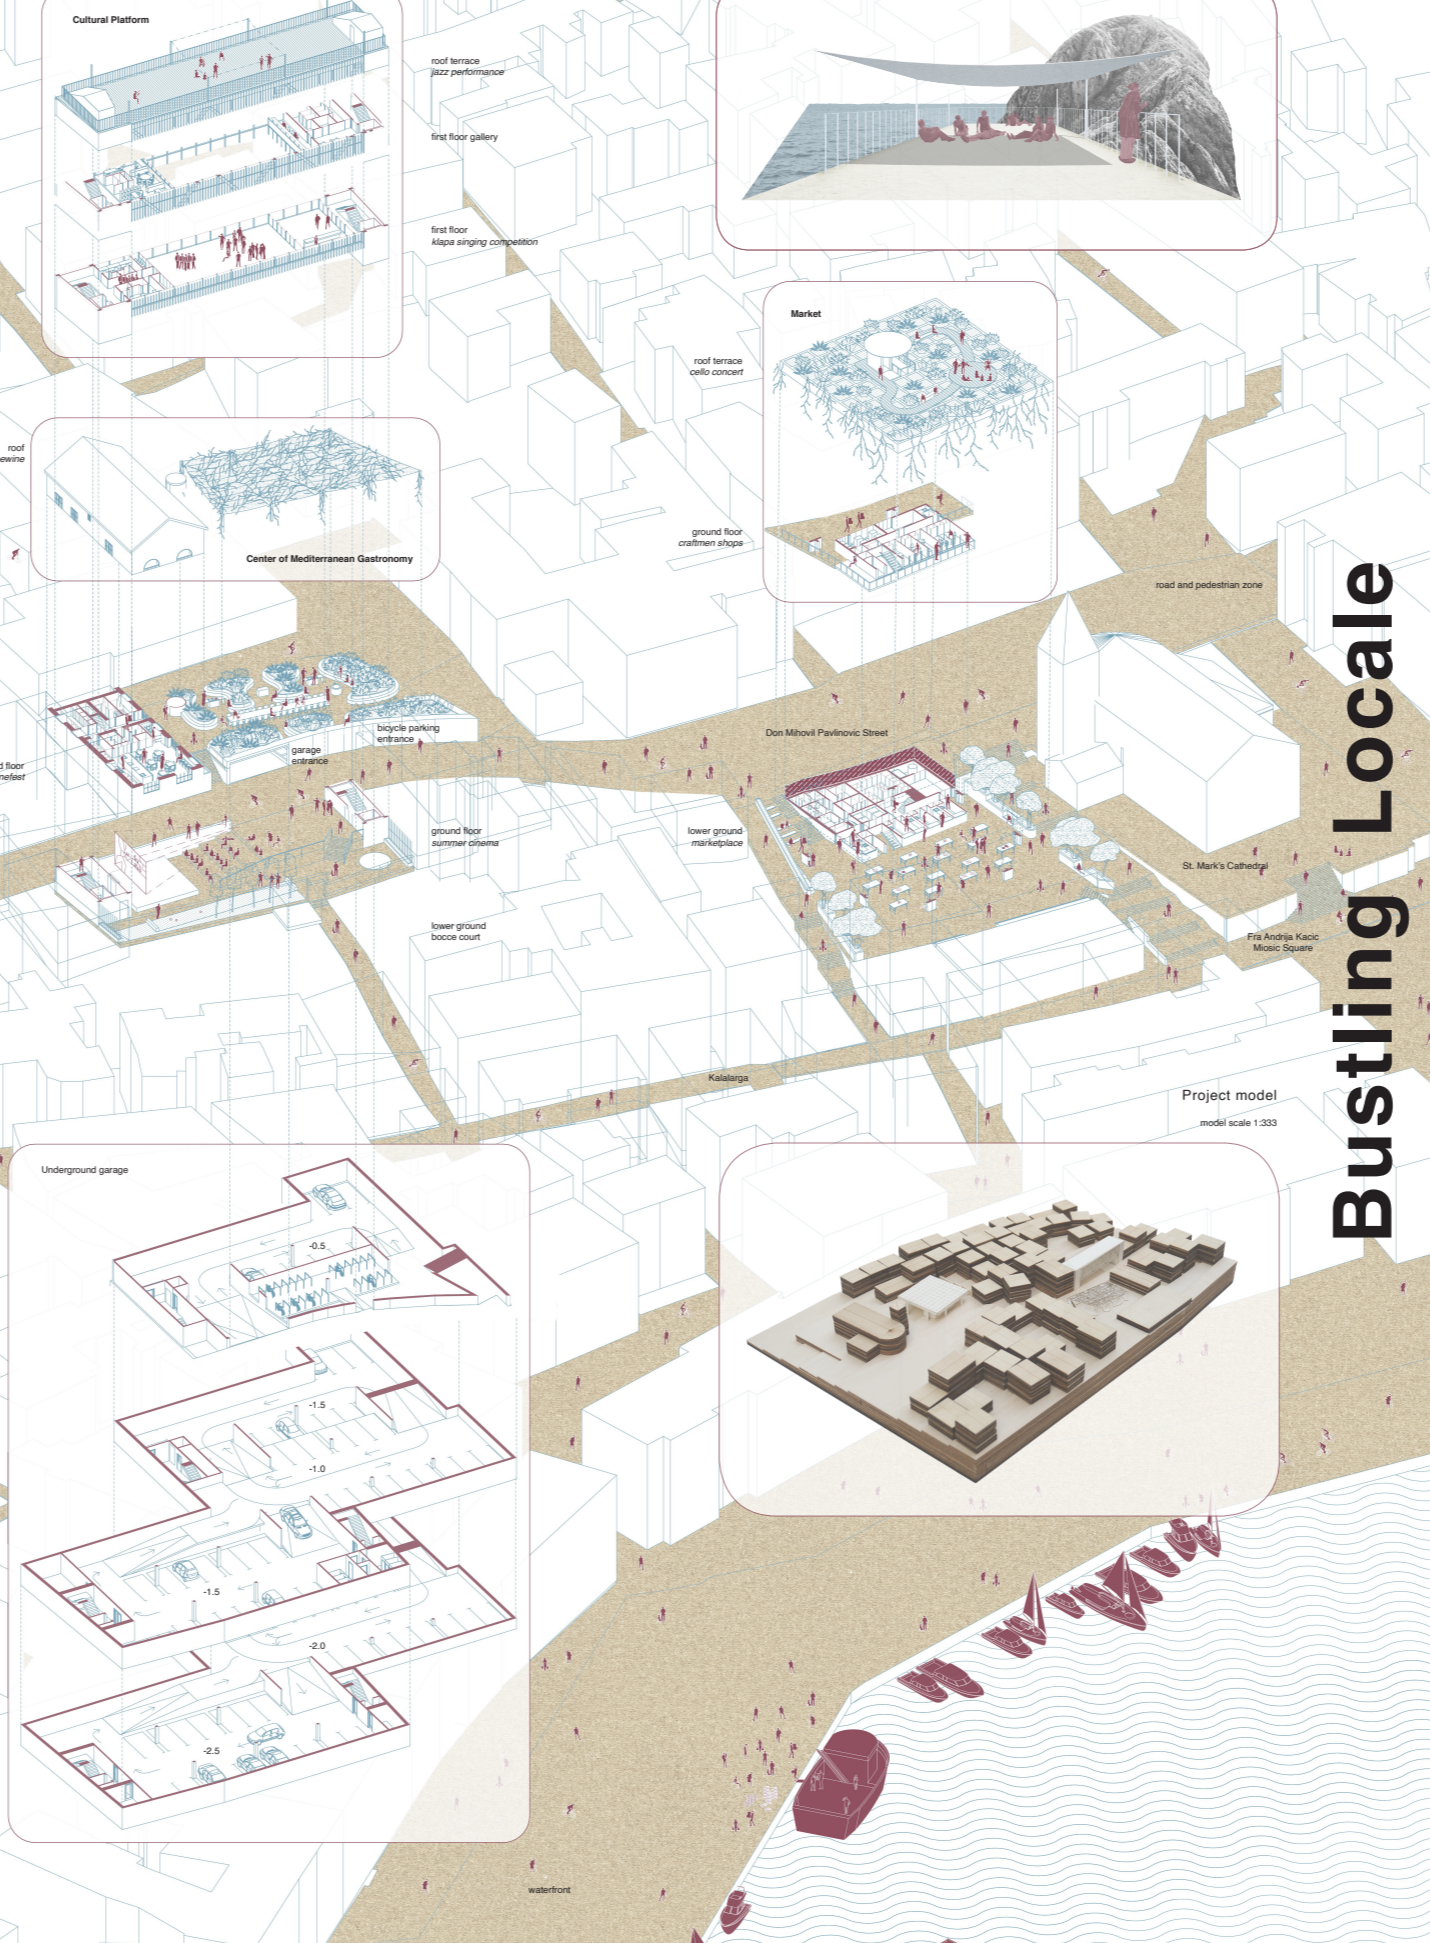 Cultural Platform
roof terrace
jazz performance
first floor gallery
first floor
klapa singing competition
Market
roof terrace
cello concert
ground floor
craftmen shops
roof
ewine
Center of Mediterranean Gastronomy
road and pedestrian zone
bicycle parking
entrance
garage
entrance
Don Mihovil Pavlinovic Street
d floor
nefest
ground floor
summer cinema
lower ground
marketplace
St. Mark's Cathedral
lower ground
bocce court
Fra Andrija Kacic
Miosic Square
Kalalarga
Bustling Locale
Project model
model scale 1:333
Underground garage
-0.5
-1.5
-1.0
-1.5
-2.0
-2.5
waterfront